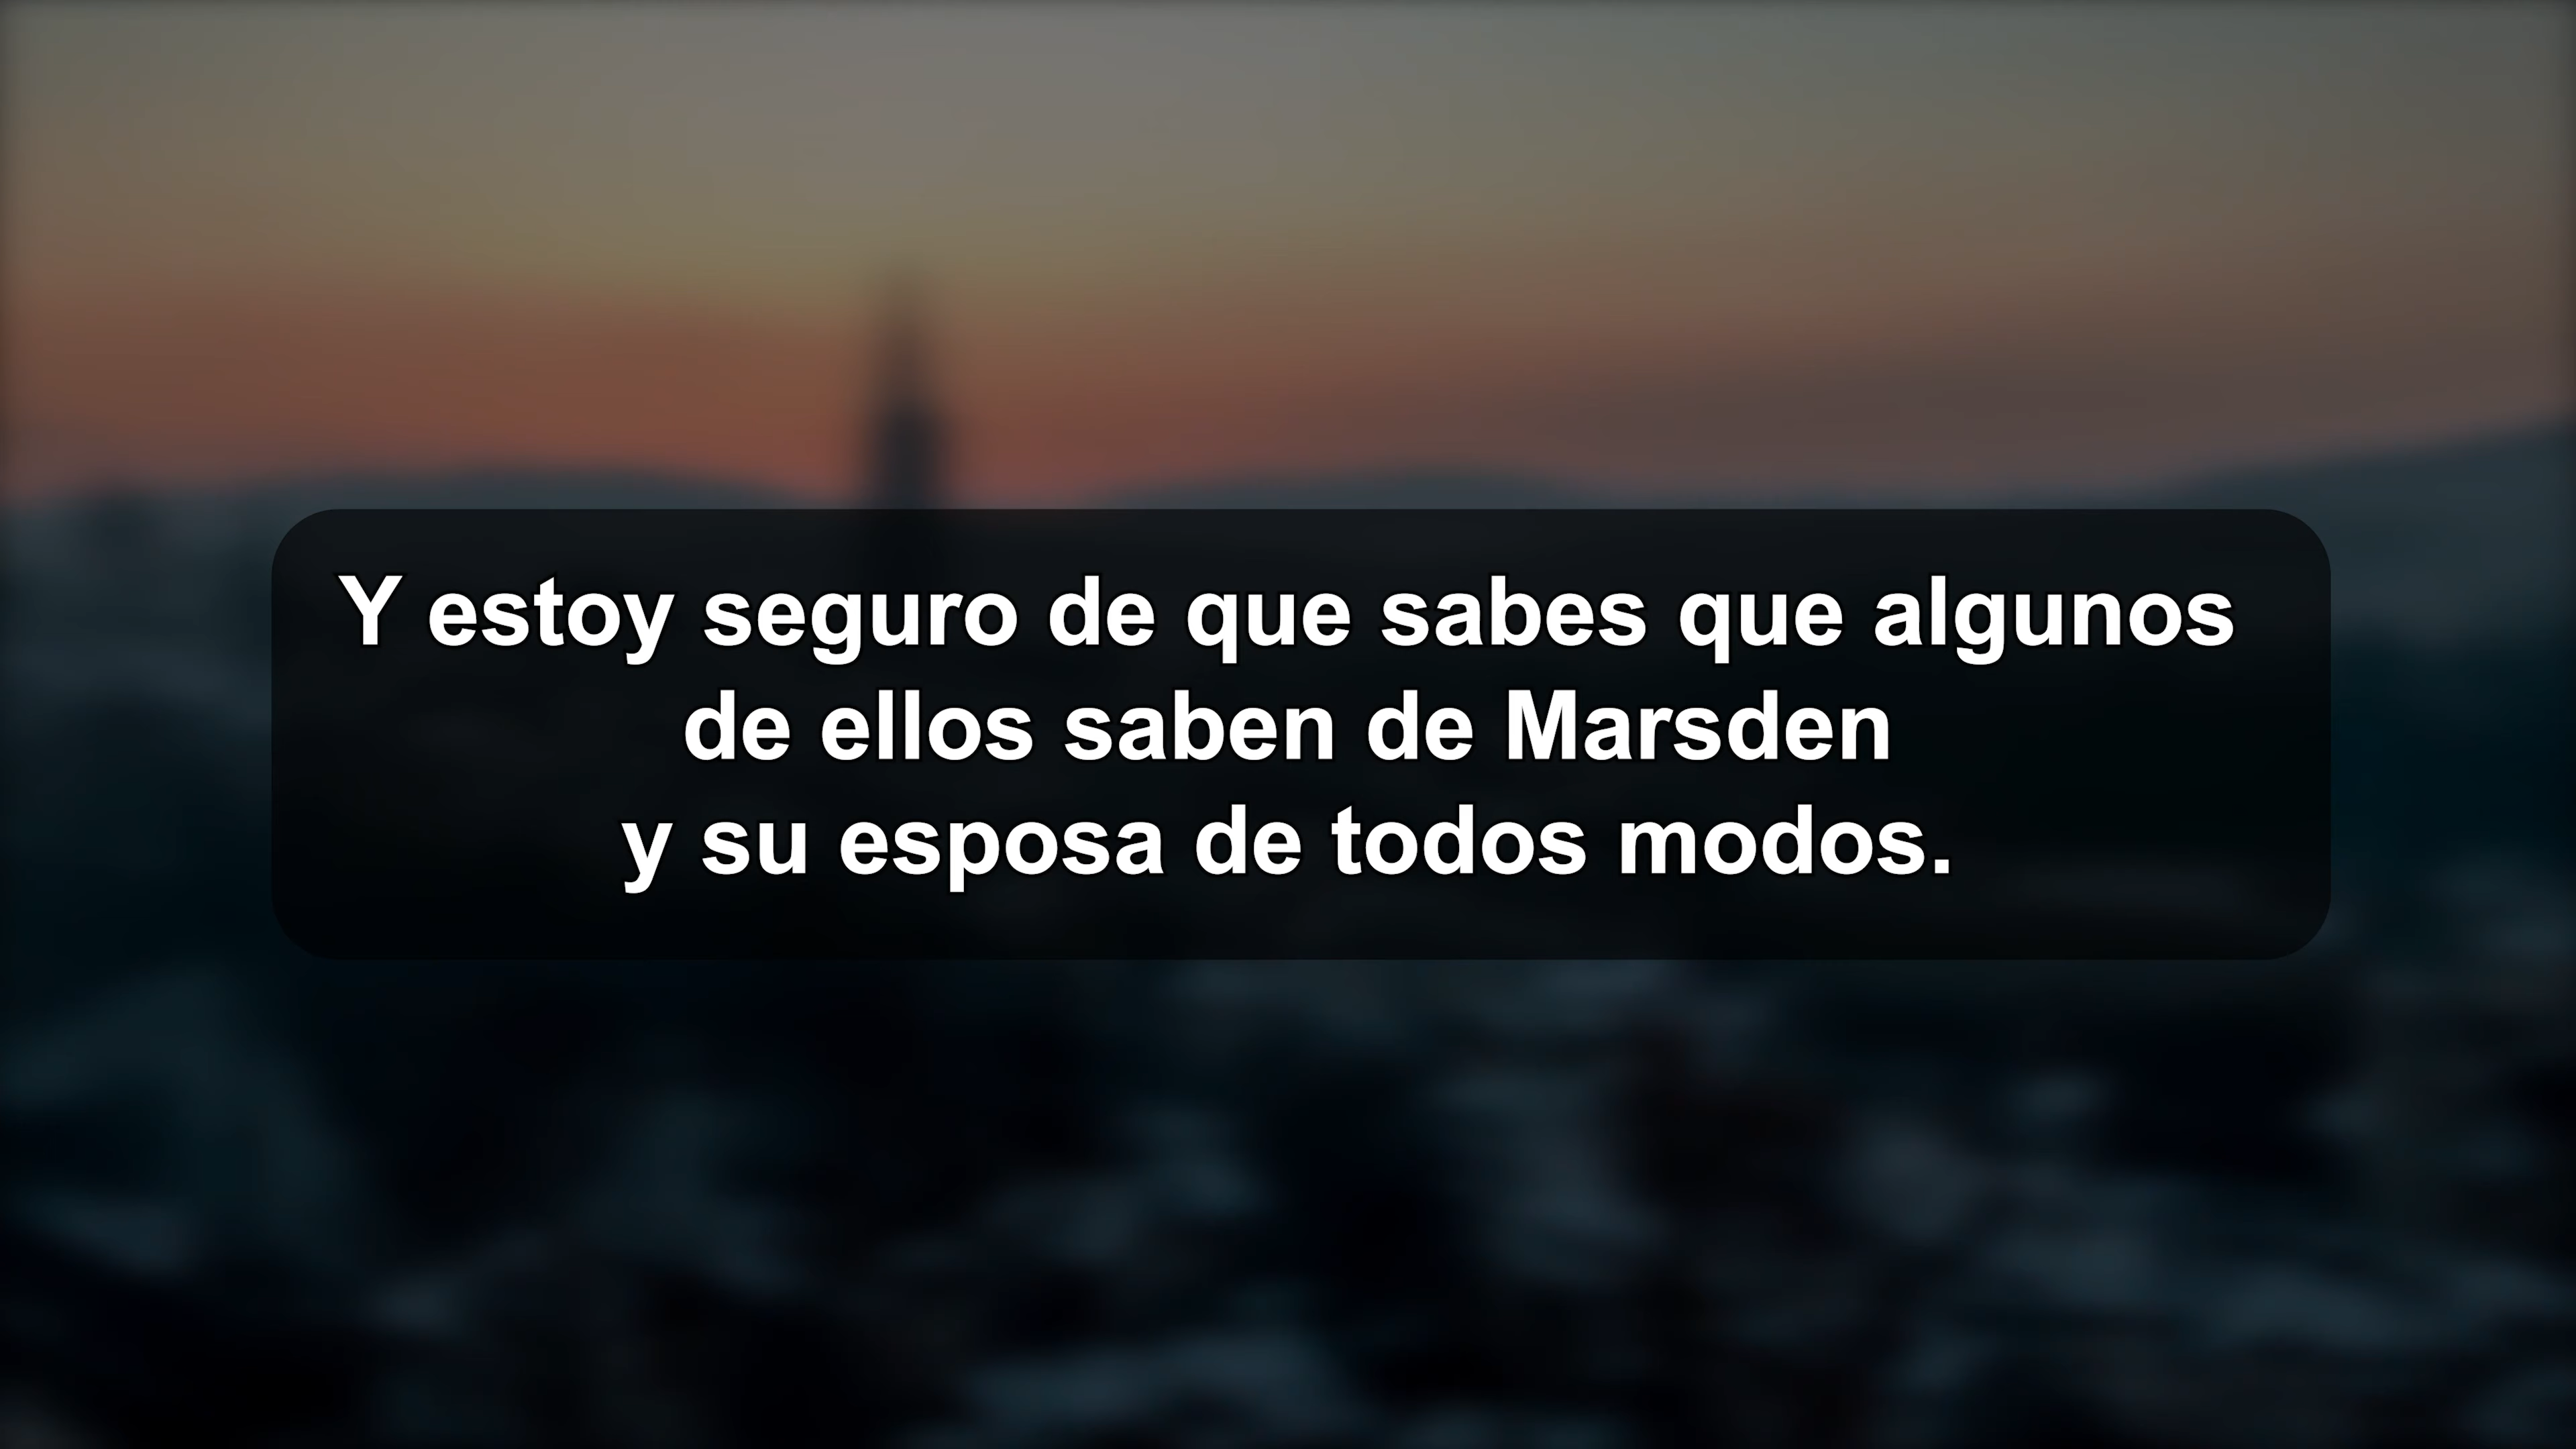 Y estoy seguro de que sabes que algunos
de ellos saben de Marsden
y su esposa de todos modos.